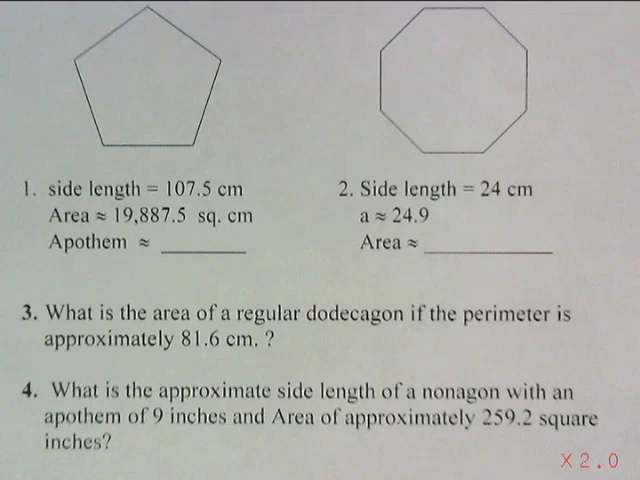 1. side length = 107.5 cm
Area ≈ 19,887.5 sq. cm
Apothem ≈ ________
2. Side length = 24 cm
a ≈ 24.9
Area ≈ ____________
3. What is the area of a regular dodecagon if the perimeter is
approximately 81.6 cm. ?
4. What is the approximate side length of a nonagon with an
apothem of 9 inches and Area of approximately 259.2 square
inches?
X2.0